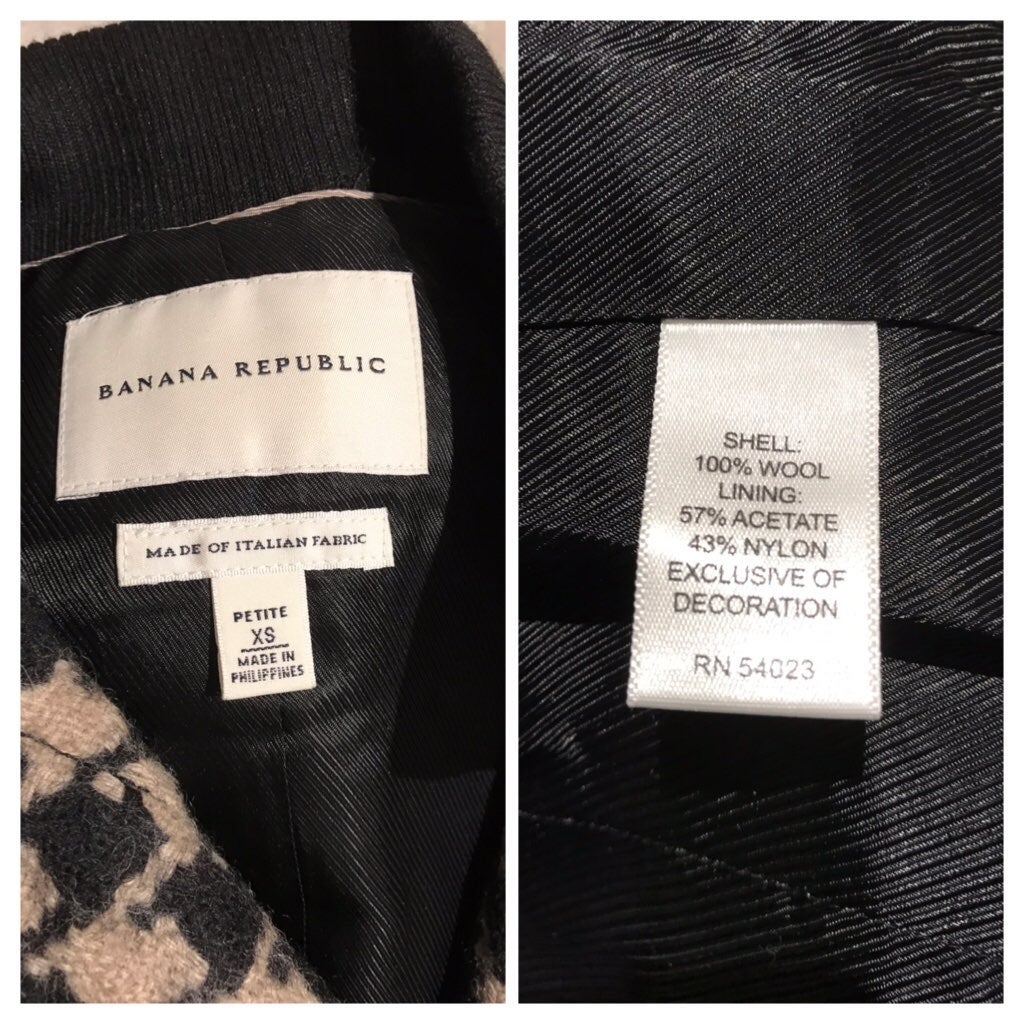 BANANA REPUBLIC
MADE OF ITALIAN FABRIC
PETITE
XS
MADE IN
PHILIPPINES
SHELL:
100% WOOL
LINING:
57% ACETATE
43% NYLON
EXCLUSIVE OF
DECORATION
RN 54023